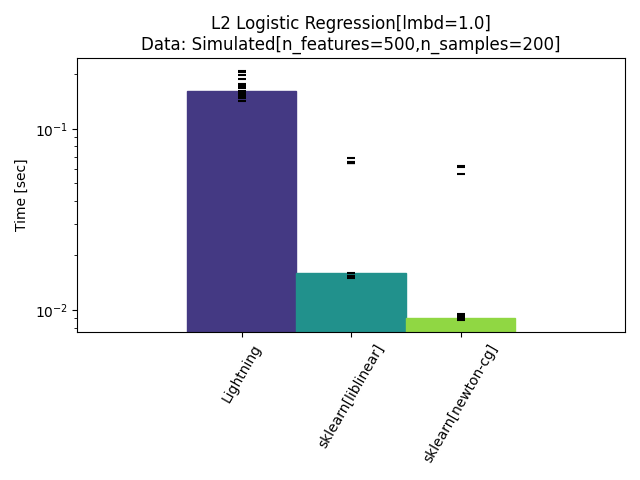 L2 Logistic Regression[lmbd=1.0]
Data: Simulated[n_features=500,n_samples=200]
Time [sec]
10⁻¹
10⁻²
Lightning
sklearn[liblinear]
sklearn[newton-cg]